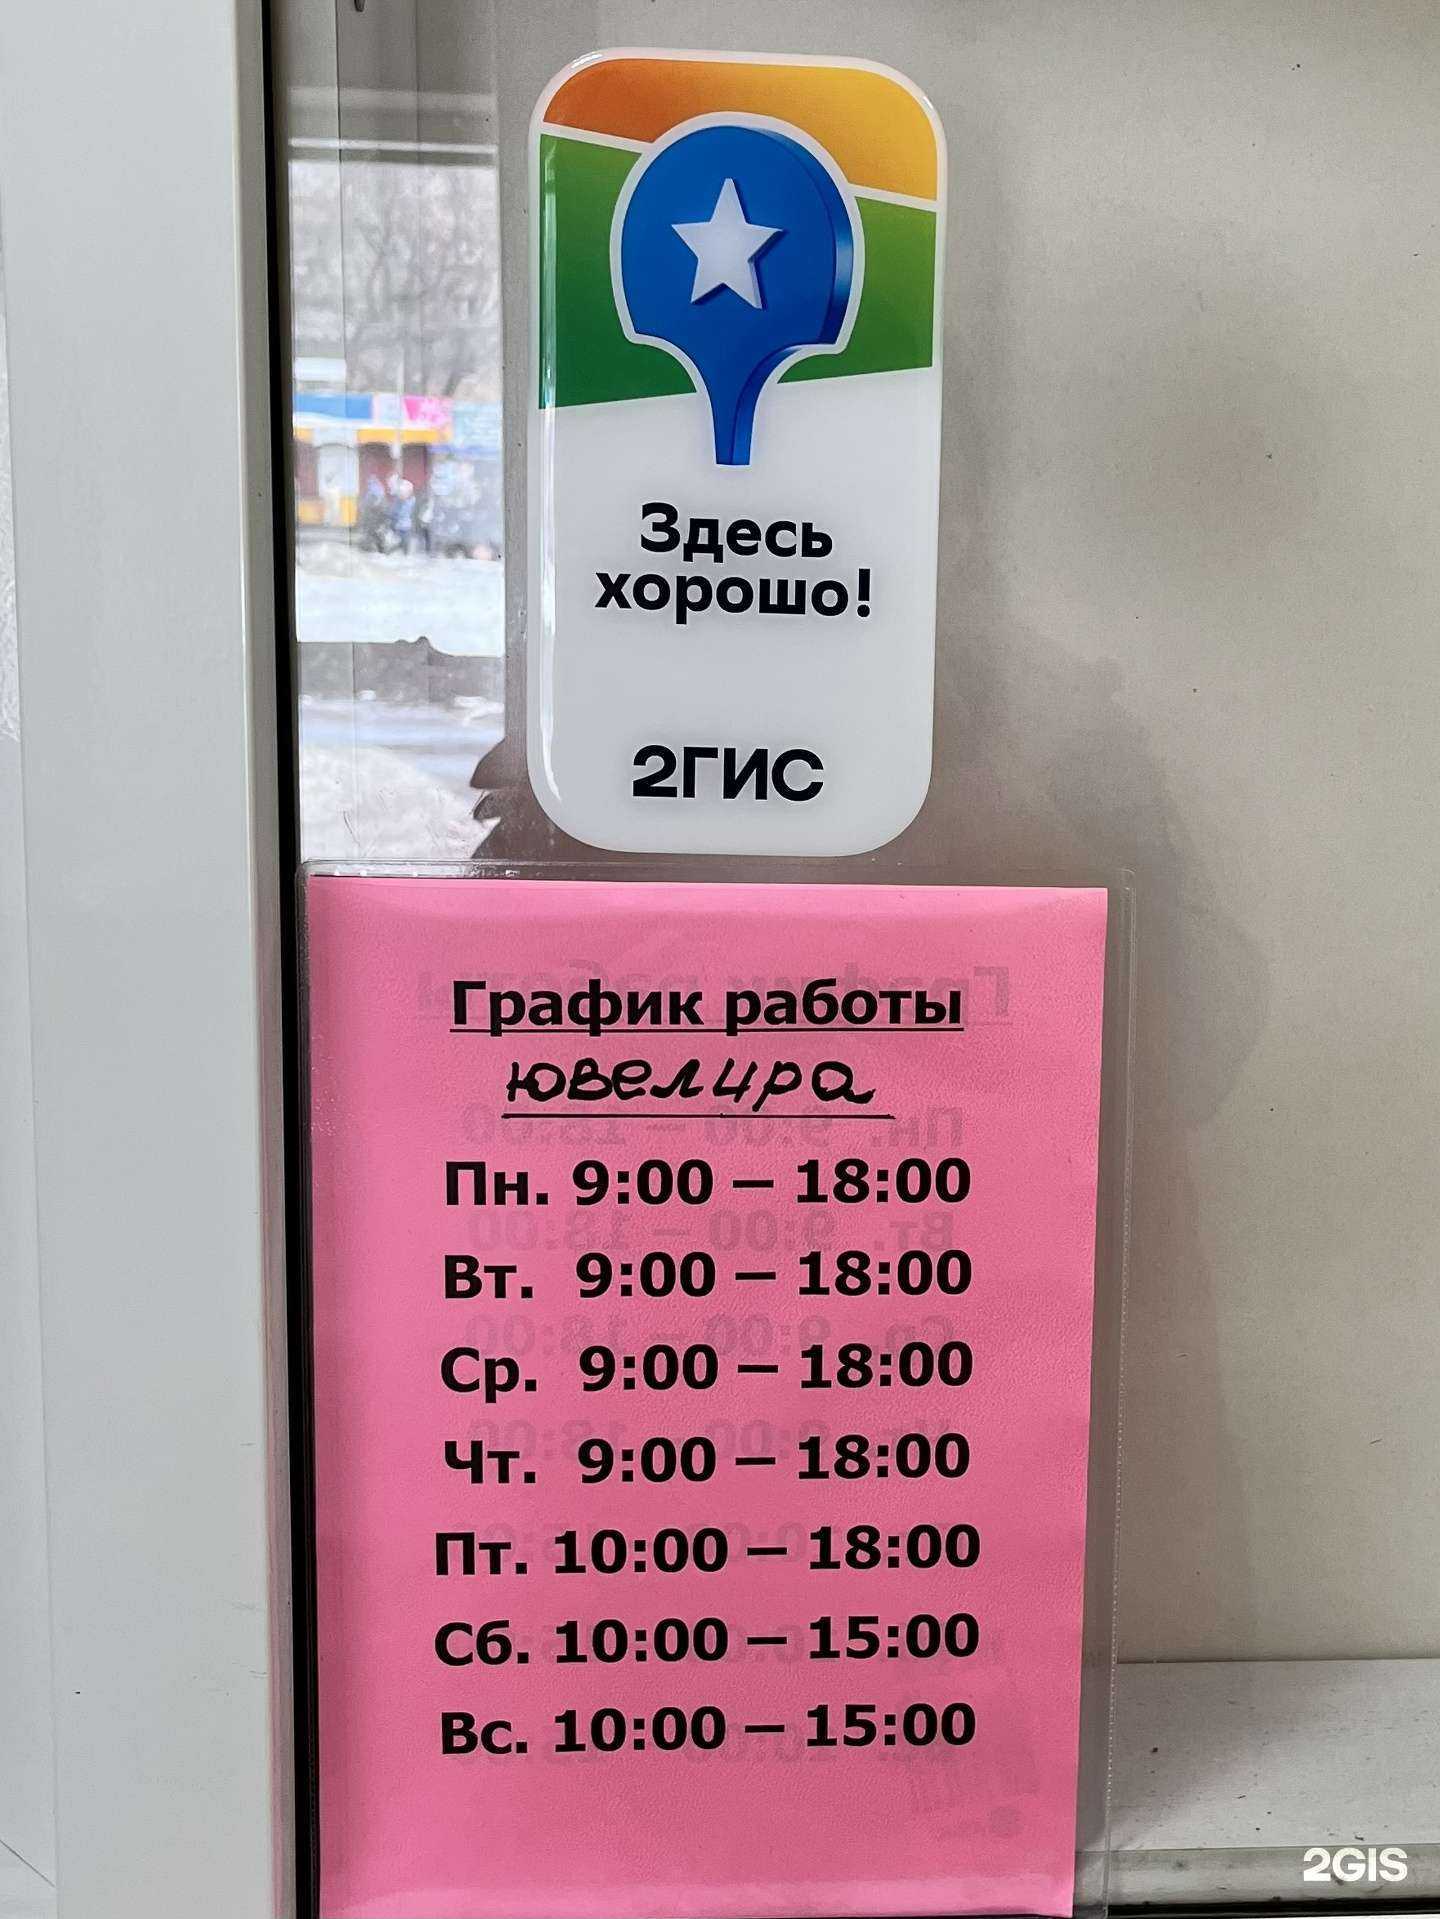 Здесь
хорошо!
2ГИС
График работы
ювелира
Пн. 9:00 – 18:00
Вт. 9:00 – 18:00
Ср. 9:00 – 18:00
Чт. 9:00 – 18:00
Пт. 10:00 – 18:00
Сб. 10:00 – 15:00
Вс. 10:00 – 15:00
2GIS